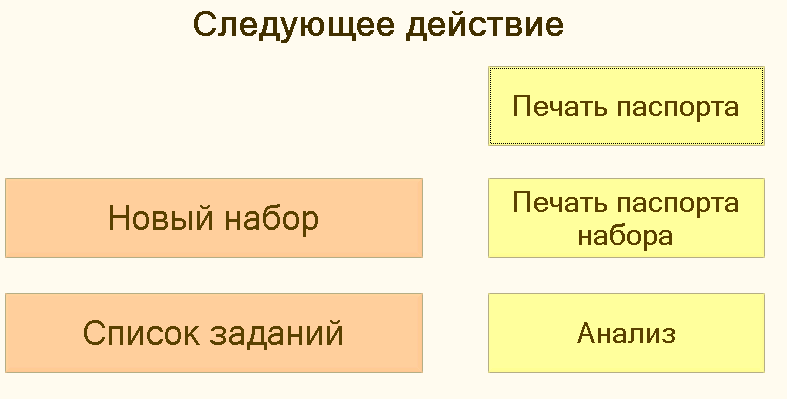 Следующее действие
Печать паспорта
Новый набор
Печать паспорта
набора
Список заданий
Анализ